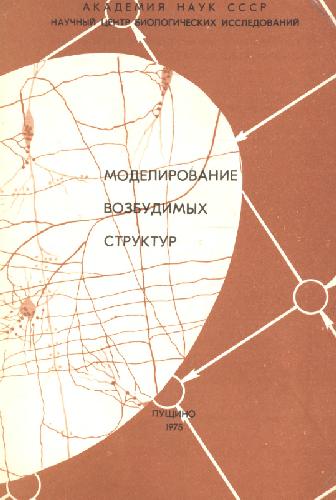 АКАДЕМИЯ НАУК СССР
НАУЧНЫЙ ЦЕНТР БИОЛОГИЧЕСКИХ ИССЛЕДОВАНИЙ
МОДЕЛИРОВАНИЕ
ВОЗБУДИМЫХ
СТРУКТУР
ПУЩИНО
1975